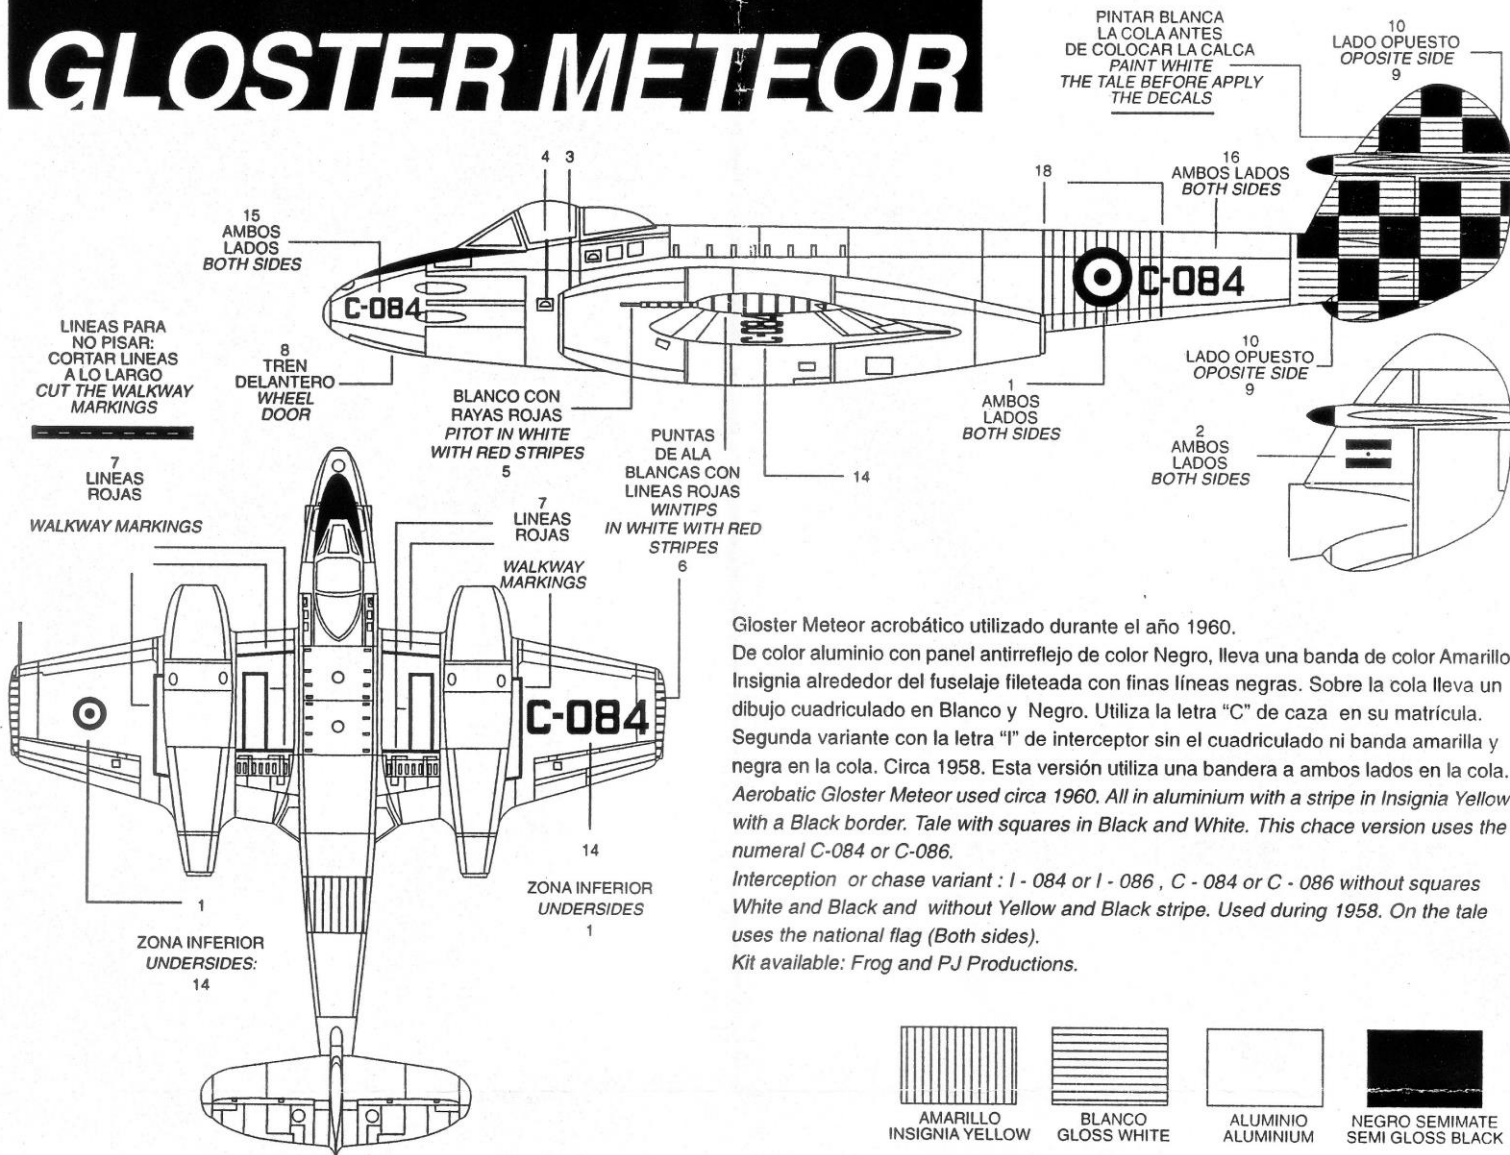 GLOSTER METEOR
PINTAR BLANCA
LA COLA ANTES
DE COLOCAR LA CALCA
PAINT WHITE
THE TALE BEFORE APPLY
THE DECALS
10
LADO OPUESTO
OPOSITE SIDE
9
4 3
18
16
AMBOS LADOS
BOTH SIDES
15
AMBOS
LADOS
BOTH SIDES
C-084
C-084
LINEAS PARA
NO PISAR:
CORTAR LINEAS
A LO LARGO
CUT THE WALKWAY
MARKINGS
8
TREN
DELANTERO
WHEEL
DOOR
BLANCO CON
RAYAS ROJAS
PITOT IN WHITE
WITH RED STRIPES
5
PUNTAS
DE ALA
BLANCAS CON
LINEAS ROJAS
WINTIPS
IN WHITE WITH RED
STRIPES
6
14
1
AMBOS
LADOS
BOTH SIDES
10
LADO OPUESTO
OPOSITE SIDE
9
2
AMBOS
LADOS
BOTH SIDES
7
LINEAS
ROJAS
WALKWAY MARKINGS
7
LINEAS
ROJAS
WALKWAY
MARKINGS
C-084
1
ZONA INFERIOR
UNDERSIDES:
14
14
ZONA INFERIOR
UNDERSIDES
1
Gloster Meteor acrobático utilizado durante el año 1960.
De color aluminio con panel antirreflejo de color Negro, lleva una banda de color Amarillo
Insignia alrededor del fuselaje fileteada con finas líneas negras. Sobre la cola lleva un
dibujo cuadriculado en Blanco y Negro. Utiliza la letra “C” de caza en su matrícula.
Segunda variante con la letra “I” de interceptor sin el cuadriculado ni banda amarilla y
negra en la cola. Circa 1958. Esta versión utiliza una bandera a ambos lados en la cola.
Aerobatic Gloster Meteor used circa 1960. All in aluminium with a stripe in Insignia Yellow
with a Black border. Tale with squares in Black and White. This chace version uses the
numeral C-084 or C-086.
Interception or chase variant : I - 084 or I - 086 , C - 084 or C - 086 without squares
White and Black and without Yellow and Black stripe. Used during 1958. On the tale
uses the national flag (Both sides).
Kit available: Frog and PJ Productions.
AMARILLO
INSIGNIA YELLOW
BLANCO
GLOSS WHITE
ALUMINIO
ALUMINIUM
NEGRO SEMIMATE
SEMI GLOSS BLACK